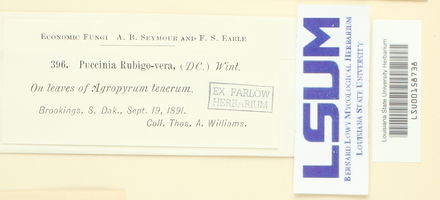 Economic Fungi A. B. Seymour and F. S. Earle
396. Puccinia Rubigo-vera, (DC.) Wint.
On leaves of Agropyrum tenerum.
EX FARLOW
HERBARIUM
Brookings, S. Dak., Sept. 19, 1891.
Coll. Thos. A. Williams.
LSUM
Bernard Lowy Mycological Herbarium
Louisiana State University
Louisiana State University Herbarium
LSU00158738